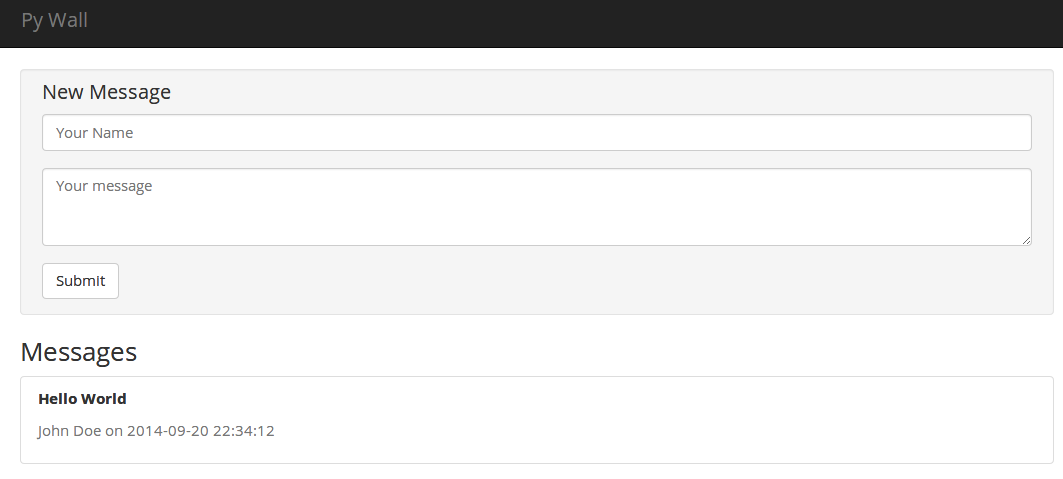 Py Wall
New Message
Your Name
Your message
Submit
Messages
Hello World
John Doe on 2014-09-20 22:34:12